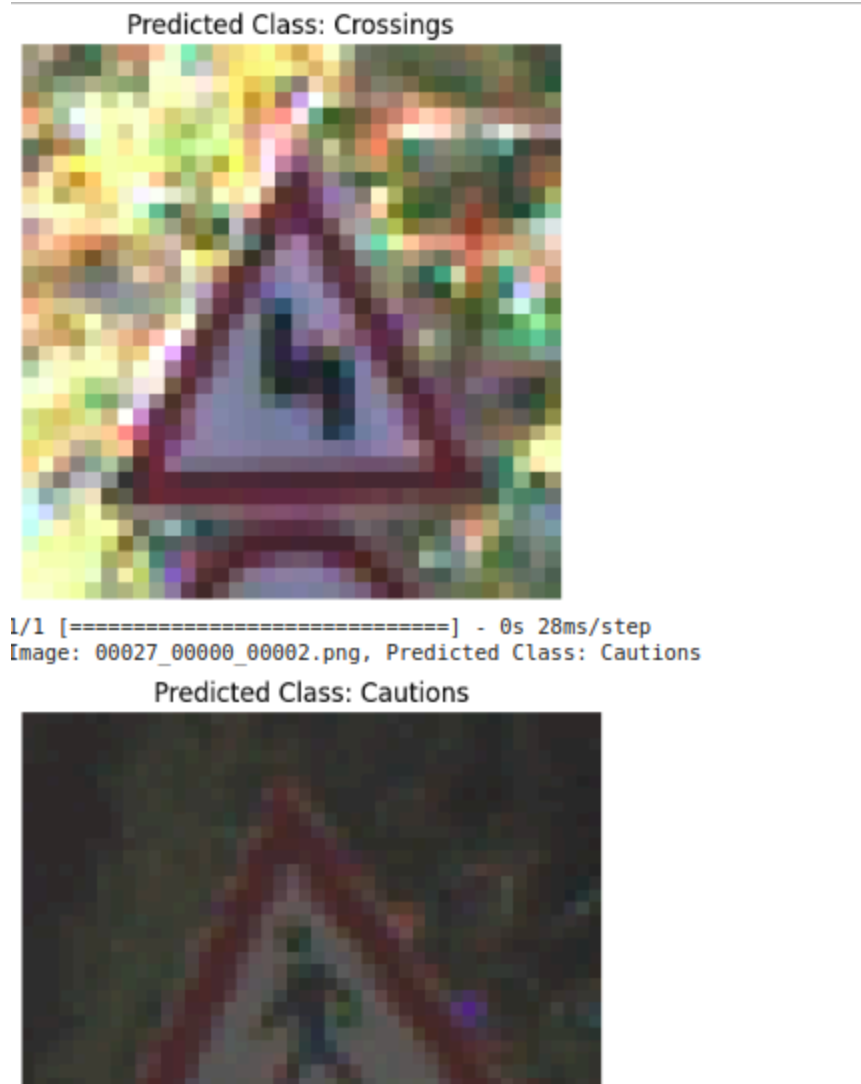 Predicted Class: Crossings
1/1 [==============================] - 0s 28ms/step
Image: 00027_00000_00002.png, Predicted Class: Cautions
Predicted Class: Cautions